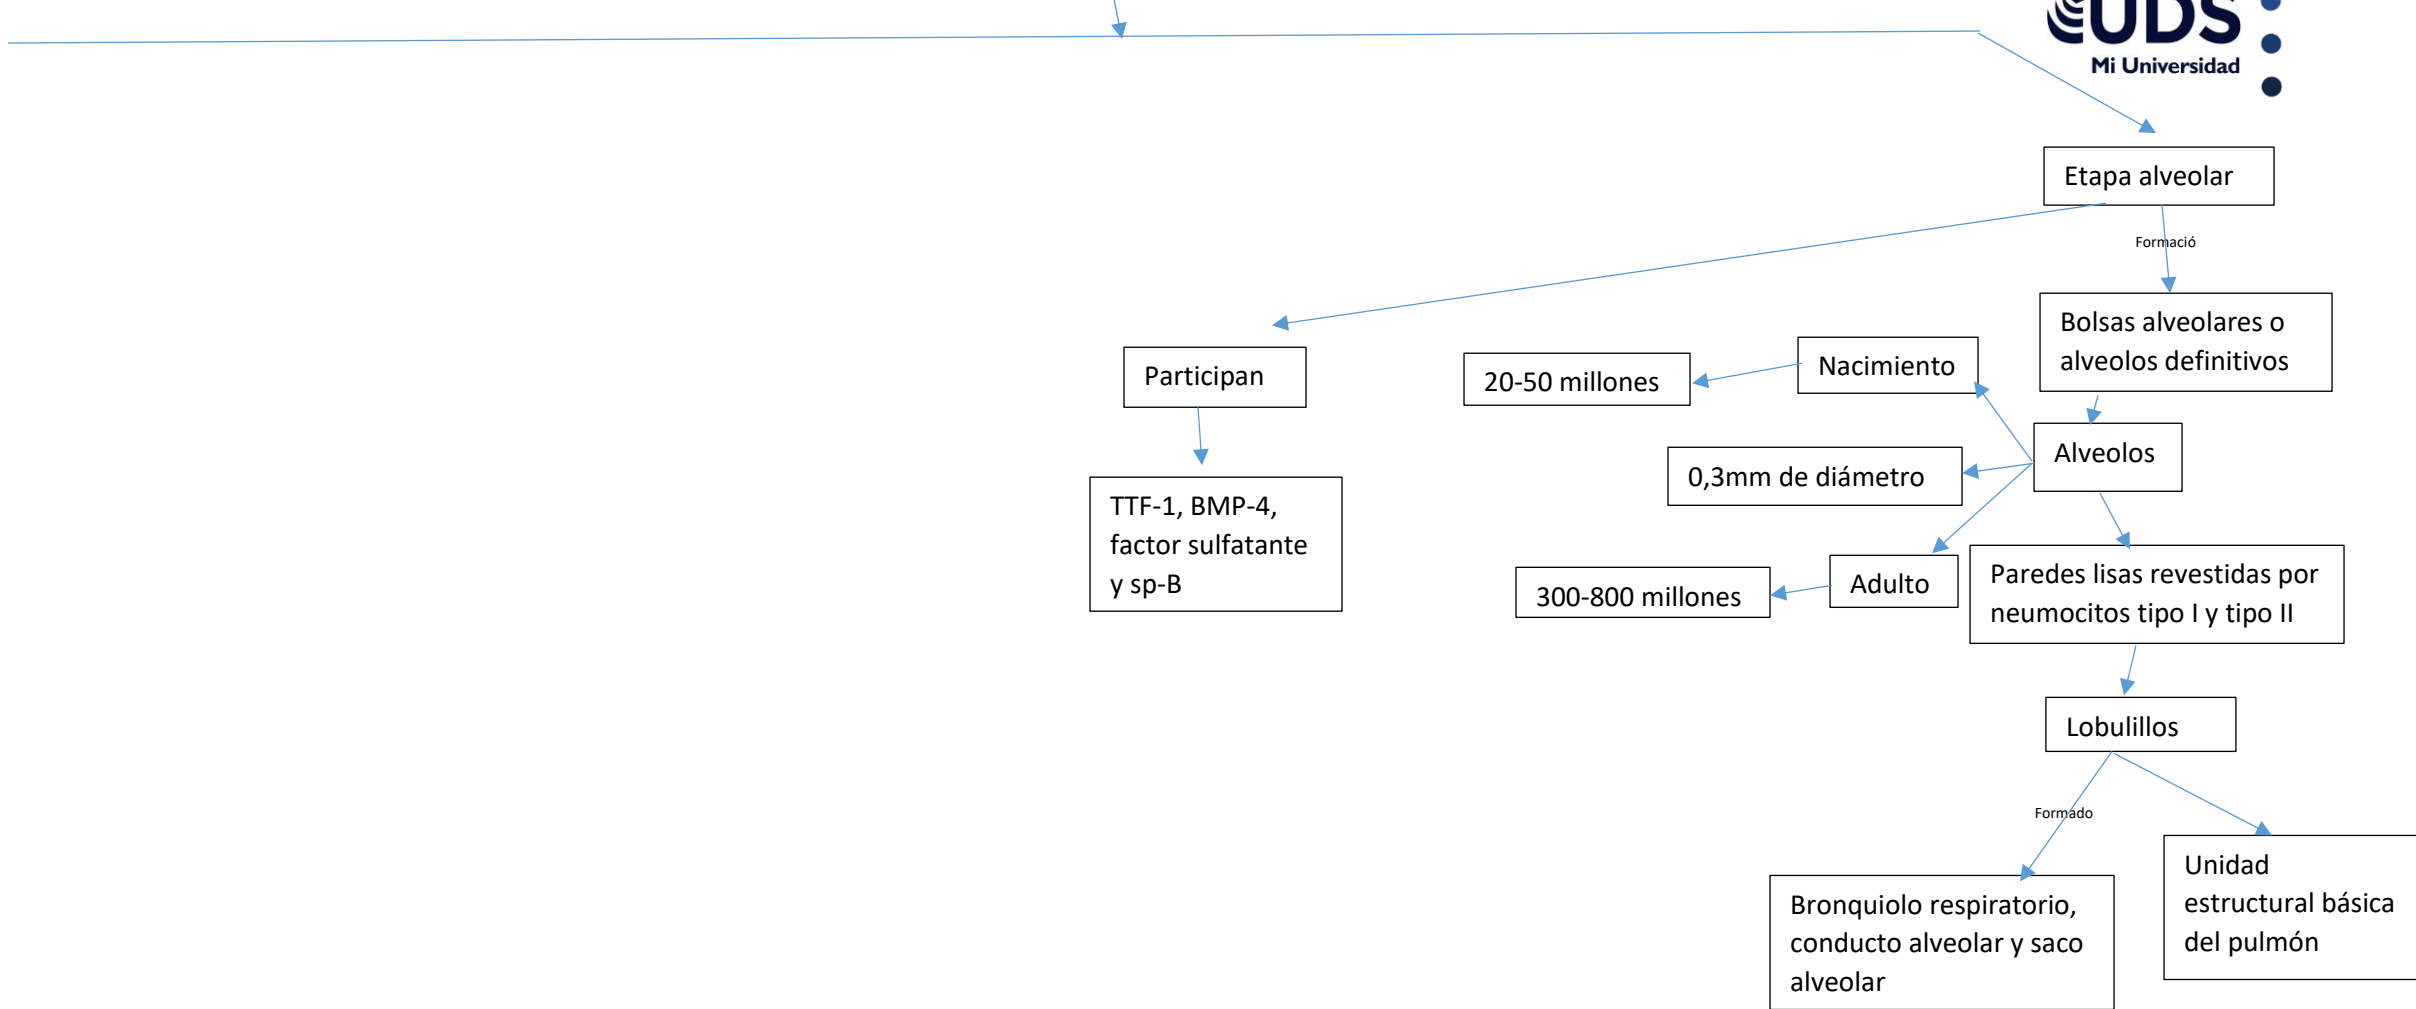 UDS
Mi Universidad
Etapa alveolar
Formació
Bolsas alveolares o
alveolos definitivos
Participan
20-50 millones
Nacimiento
Alveolos
0,3mm de diámetro
TTF-1, BMP-4,
factor sulfatante
y sp-B
300-800 millones
Adulto
Paredes lisas revestidas por
neumocitos tipo I y tipo II
Lobulillos
Formado
Bronquiolo respiratorio,
conducto alveolar y saco
alveolar
Unidad
estructural básica
del pulmón